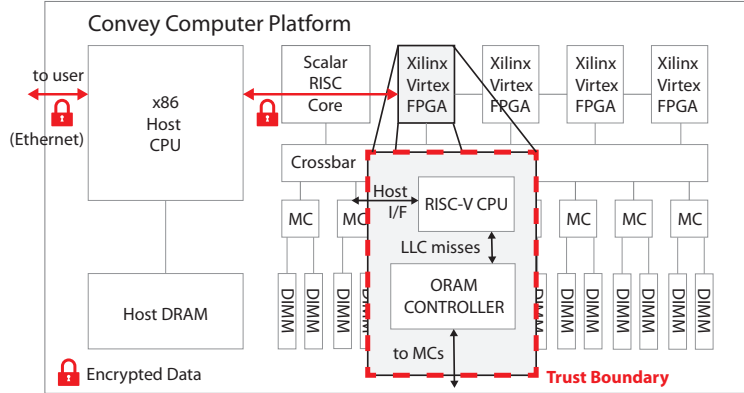 Convey Computer Platform
to user
(Ethernet)
x86
Host
CPU
Scalar
RISC
Core
Xilinx
Virtex
FPGA
Xilinx
Virtex
FPGA
Xilinx
Virtex
FPGA
Xilinx
Virtex
FPGA
Crossbar
Host
I/F
RISC-V CPU
MC
MC
MC
MC
LLC misses
Host DRAM
DIMM
DIMM
DIMM
DIMM
ORAM
CONTROLLER
DIMM
DIMM
DIMM
DIMM
DIMM
DIMM
to MCs
Encrypted Data
Trust Boundary